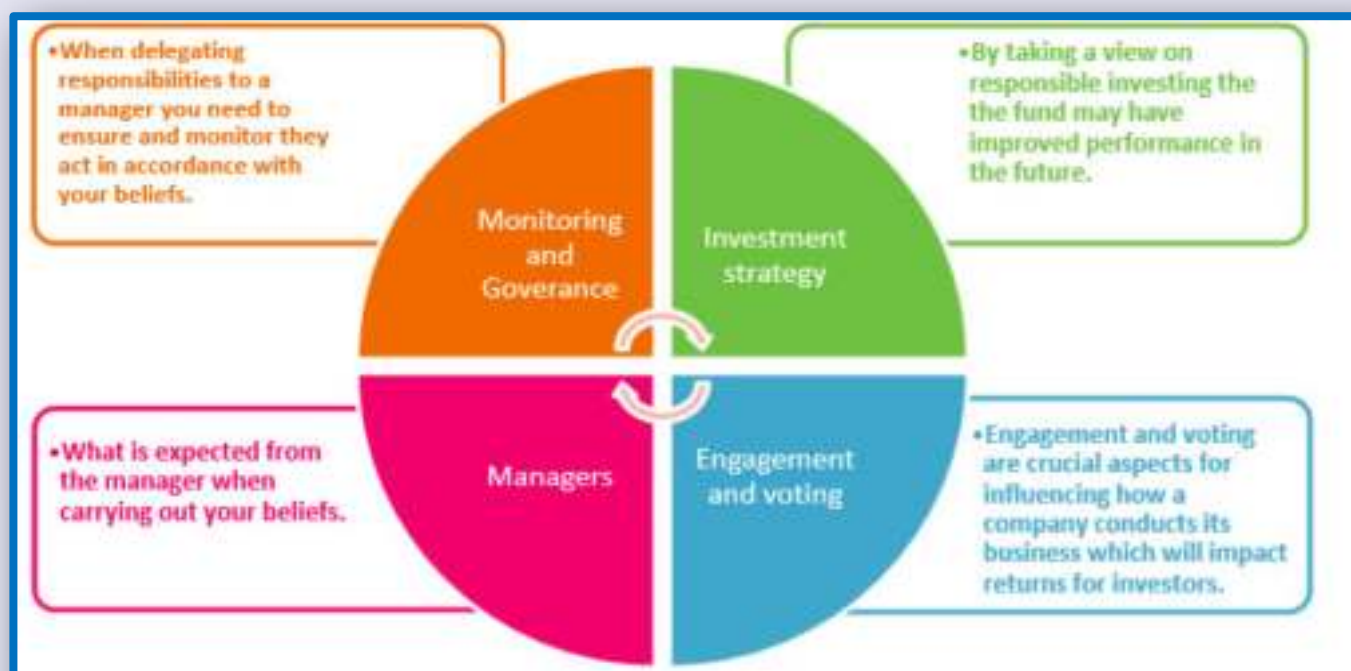 •When delegating
responsibilities to a
manager you need to
ensure and monitor they
act in accordance with
your beliefs.
•By taking a view on
responsible investing the
the fund may have
improved performance in
the future.
Monitoring
and
Goverance
Investment
strategy
•What is expected from
the manager when
carrying out your beliefs.
Managers
Engagement
and voting
•Engagement and voting
are crucial aspects for
influencing how a
company conducts its
business which will impact
returns for investors.